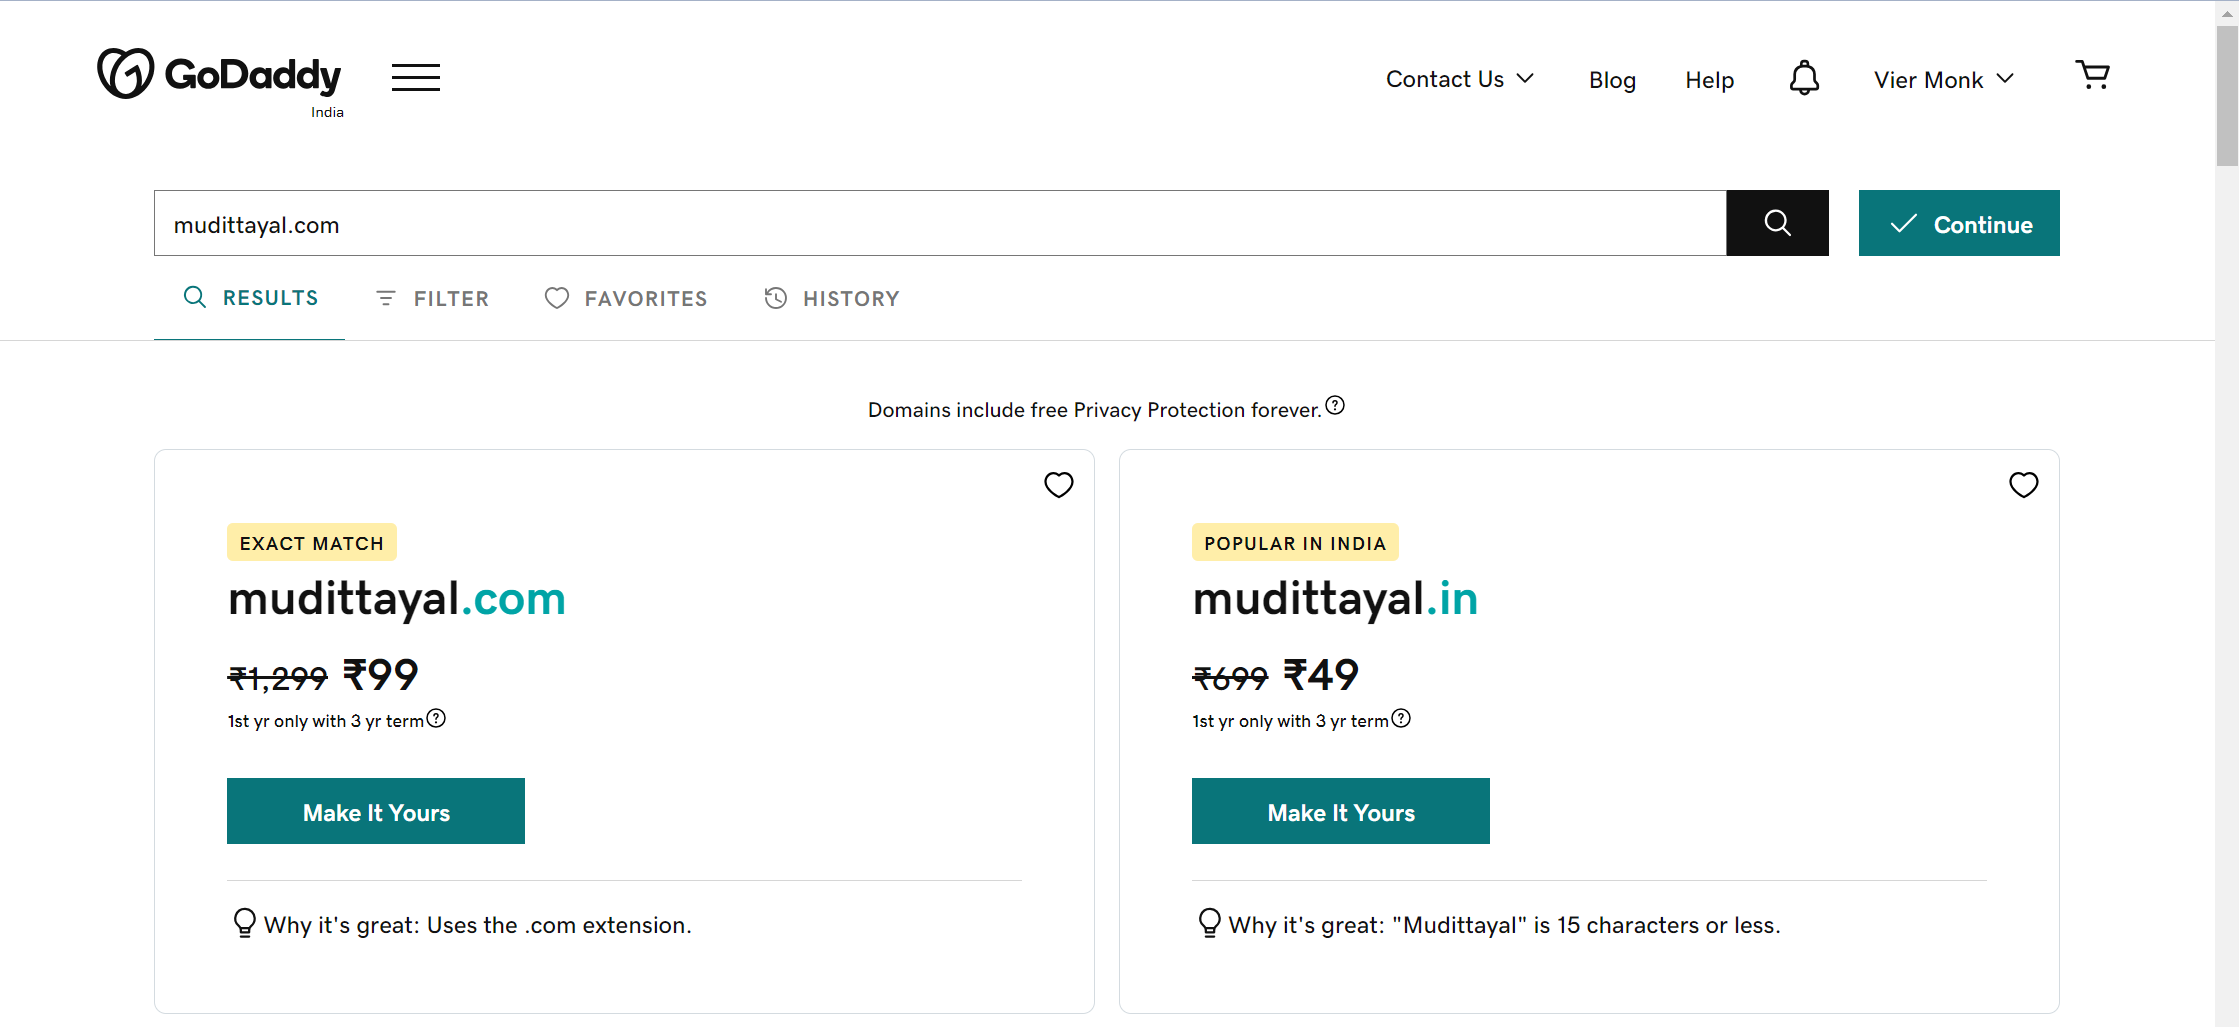 GoDaddy
India
Contact Us
Blog
Help
Vier Monk
mudittayal.com
Continue
RESULTS
FILTER
FAVORITES
HISTORY
Domains include free Privacy Protection forever.
EXACT MATCH
mudittayal.com
₹1,299 ₹99
1st yr only with 3 yr term
Make It Yours
Why it's great: Uses the .com extension.
POPULAR IN INDIA
mudittayal.in
₹699 ₹49
1st yr only with 3 yr term
Make It Yours
Why it's great: "Mudittayal" is 15 characters or less.